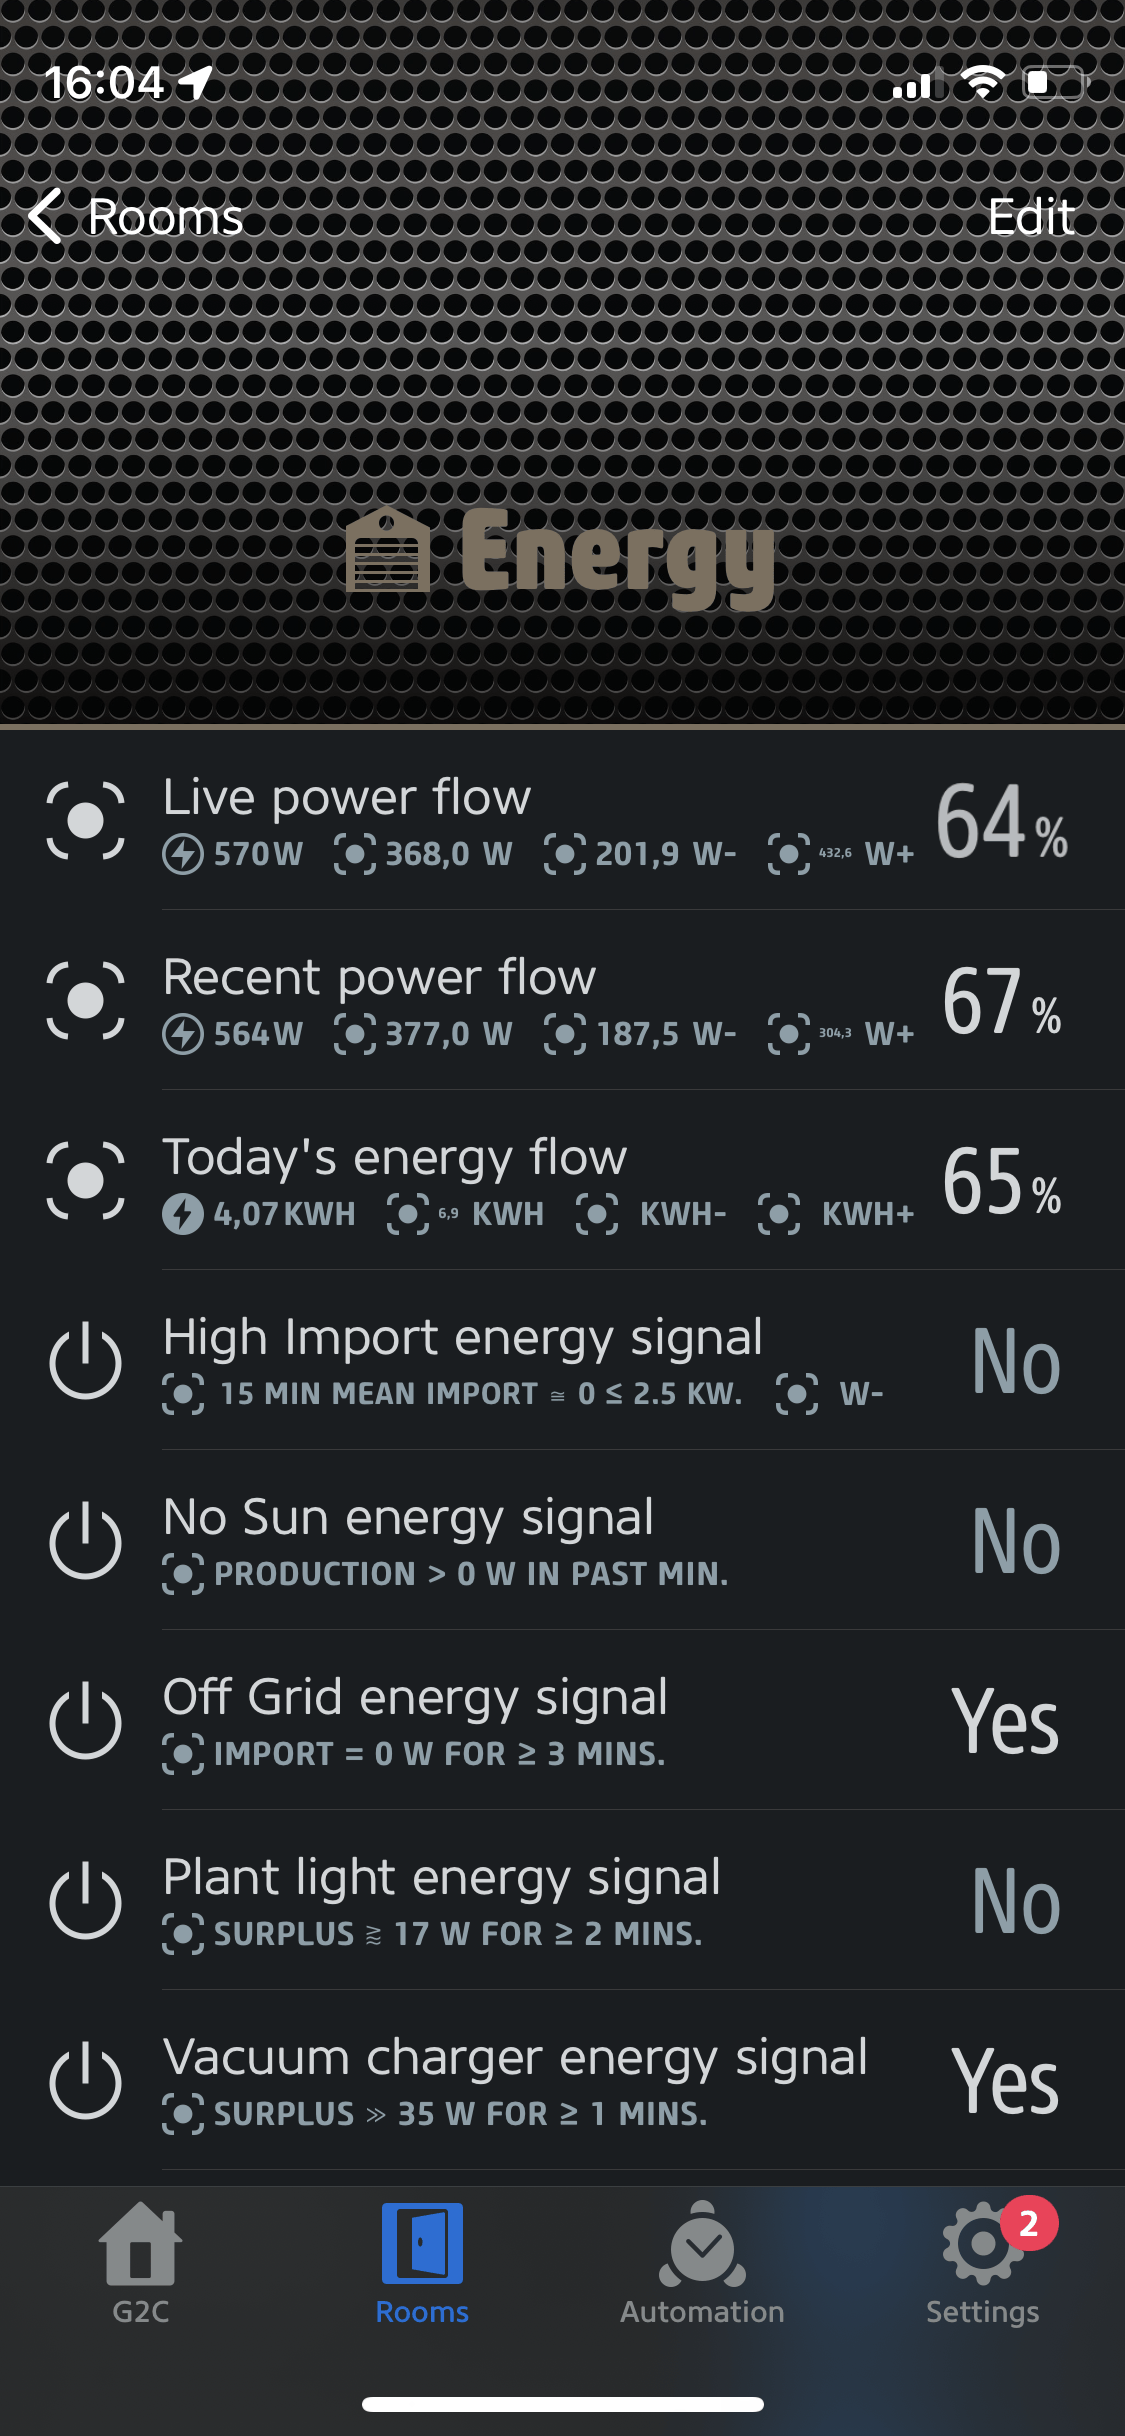 16:04
Rooms
Edit
Energy
Live power flow
570W 368,0 W 201,9 W- 432,6 W+
64%
Recent power flow
564W 377,0 W 187,5 W- 304,3 W+
67%
Today's energy flow
4,07KWH 6,9 KWH KWH- KWH+
65%
High Import energy signal
15 MIN MEAN IMPORT ≅ 0 ≤ 2.5 KW. W-
No
No Sun energy signal
PRODUCTION > 0 W IN PAST MIN.
No
Off Grid energy signal
IMPORT = 0 W FOR ≥ 3 MINS.
Yes
Plant light energy signal
SURPLUS ⪞ 17 W FOR ≥ 2 MINS.
No
Vacuum charger energy signal
SURPLUS ≫ 35 W FOR ≥ 1 MINS.
Yes
2
G2C
Rooms
Automation
Settings